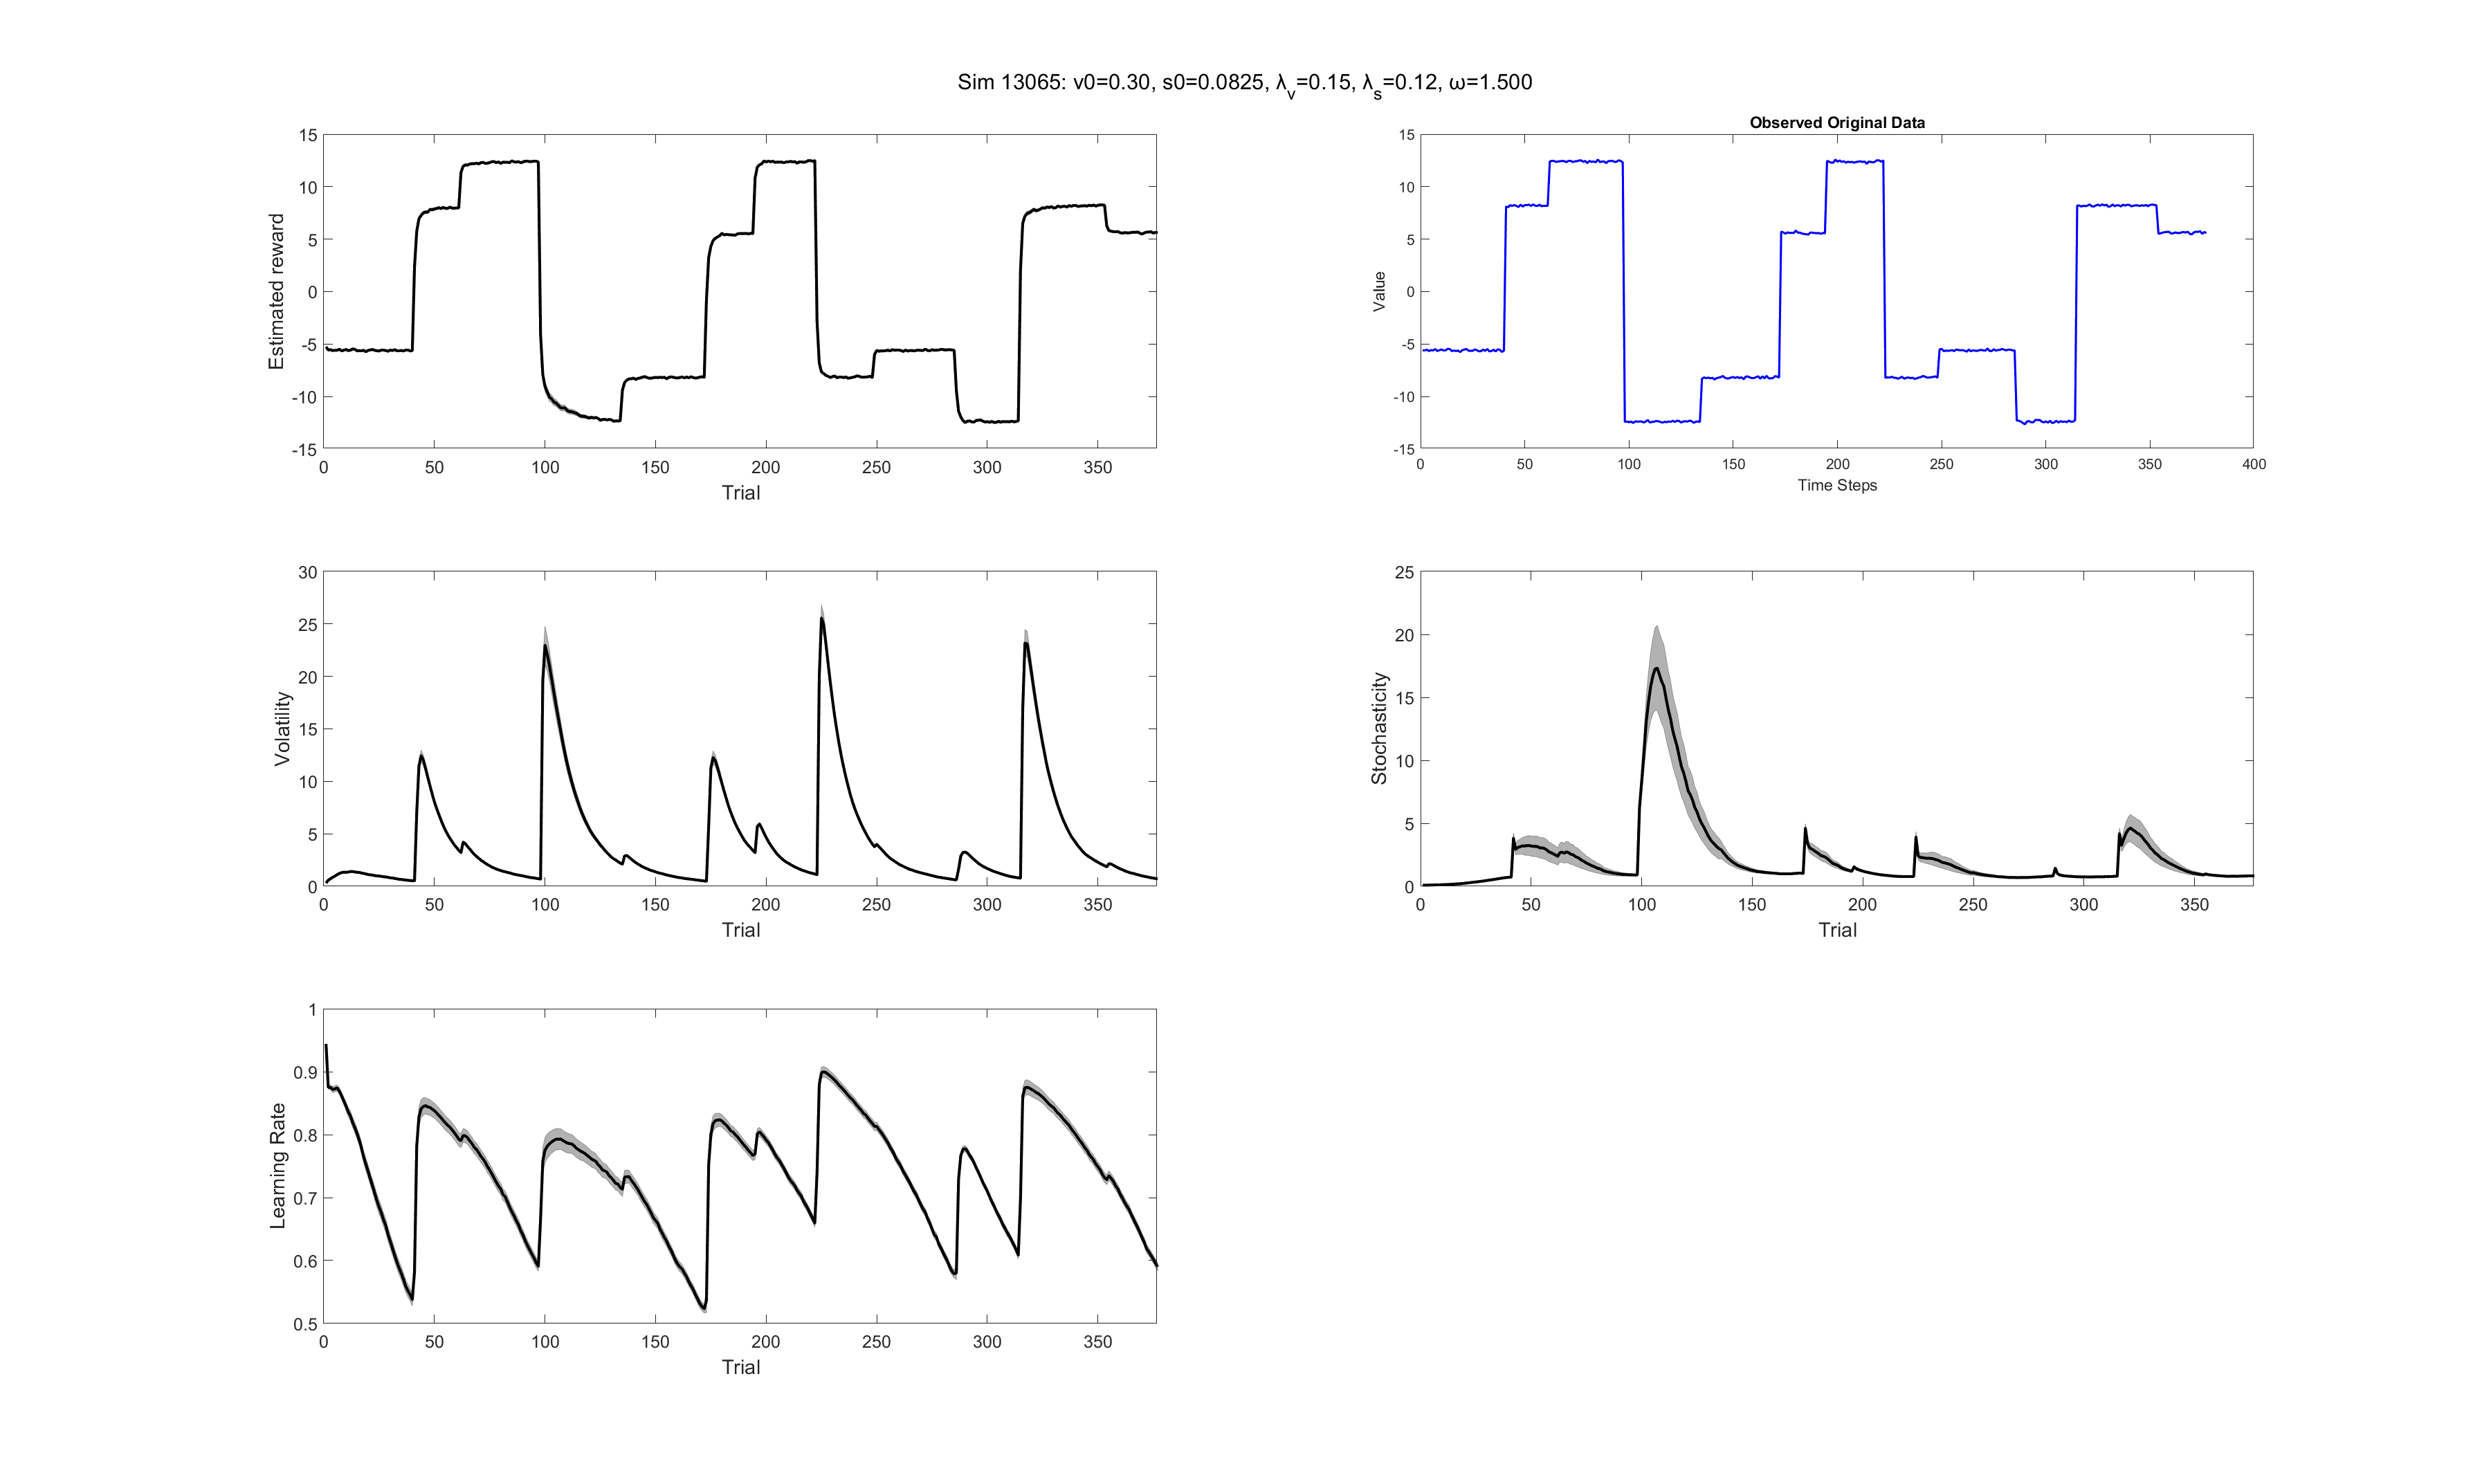 Sim 13065: v0=0.30, s0=0.0825, λv=0.15, λs=0.12, ω=1.500
15
10
5
0
-5
-10
-15
Estimated reward
0 50 100 150 200 250 300 350
Trial
Observed Original Data
15
10
5
0
-5
-10
-15
Value
0 50 100 150 200 250 300 350 400
Time Steps
30
25
20
15
10
5
0
Volatility
0 50 100 150 200 250 300 350
Trial
25
20
15
10
5
0
Stochasticity
0 50 100 150 200 250 300 350
Trial
1
0.9
0.8
0.7
0.6
0.5
Learning Rate
0 50 100 150 200 250 300 350
Trial